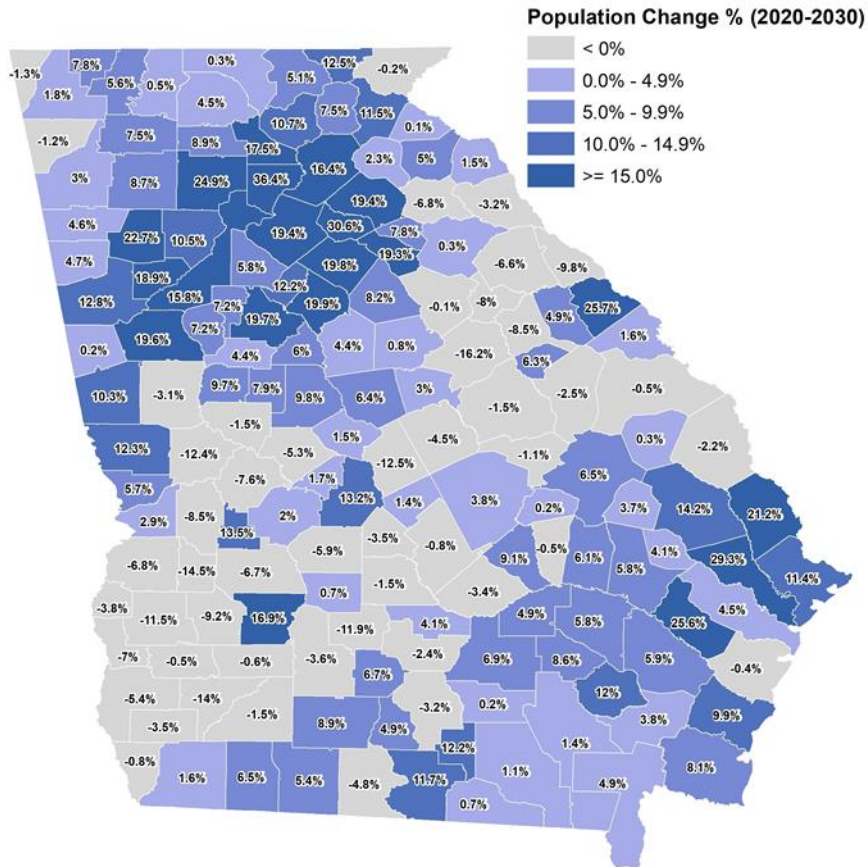 Population Change % (2020-2030)
< 0%
0.0% - 4.9%
5.0% - 9.9%
10.0% - 14.9%
>= 15.0%
-1.3% 7.8% 0.3% 12.5% -0.2%
1.8% 5.6% 0.5% 4.5% 5.1%
7.5% 11.5%
-1.2% 7.5% 8.9% 10.7% 0.1%
17.5% 2.3% 5% 1.5%
3% 8.7% 24.9% 36.4% 16.4%
19.4% -6.8% -3.2%
4.6% 22.7% 10.5% 19.4% 30.6% 7.8% 0.3%
4.7% 18.9% 5.8% 19.8% 19.3% -6.6% -9.8%
12.8% 15.8% 7.2% 12.2% 19.9% 8.2% -0.1% -8% 4.9% 25.7%
0.2% 19.6% 7.2% 19.7% -8.5% 1.6%
4.4% 6% 4.4% 0.8% -16.2% 6.3%
10.3% -3.1% 9.7% 7.9% 9.8% 6.4% 3% -1.5% -2.5% -0.5%
12.3% -12.4% -1.5% -5.3% 1.5% -4.5% -1.1% 0.3% -2.2%
5.7% -7.6% 1.7% -12.5% 6.5%
2.9% -8.5% 13.5% 2% 13.2% 1.4% 3.8% 0.2% 3.7% 14.2% 21.2%
-6.8% -14.5% -6.7% -5.9% -3.5% -0.8% 9.1% -0.5% 6.1% 5.8% 4.1% 29.3% 11.4%
-3.8% -11.5% -9.2% 16.9% 0.7% -1.5% -3.4% 4.9% 5.8% 25.6% 4.5%
-7% -0.5% -0.6% -3.6% -11.9% 4.1% -2.4% 6.9% 8.6% 5.9% -0.4%
-5.4% -14% -1.5% 6.7% -3.2% 0.2% 12% 3.8% 9.9%
-3.5% 8.9% 4.9% 12.2% 1.4%
-0.8% 1.6% 6.5% 5.4% -4.8% 11.7% 1.1% 4.9% 8.1%
0.7%